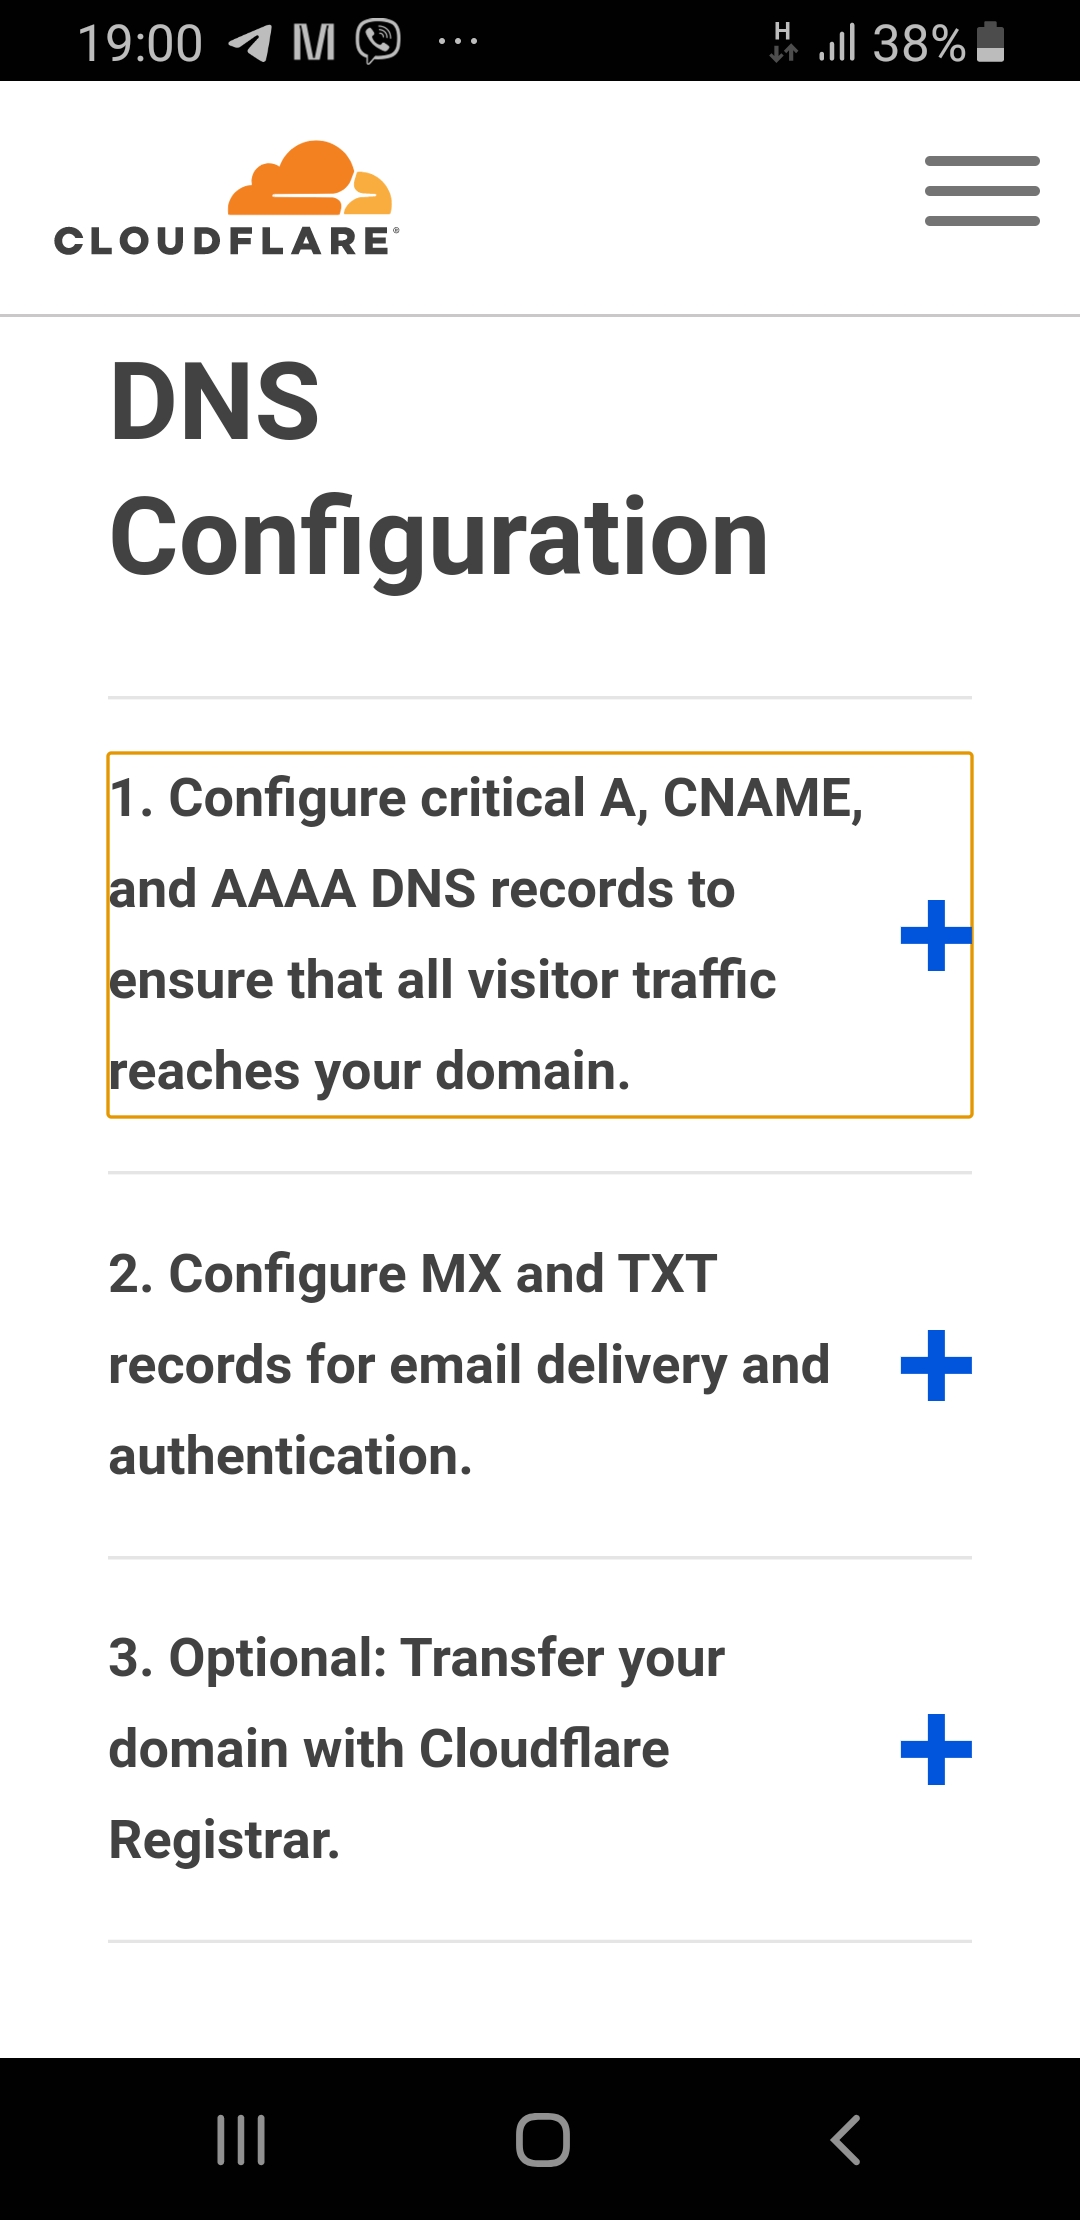 19:00
H
38%
CLOUDFLARE®
DNS
Configuration
1. Configure critical A, CNAME,
and AAAA DNS records to
ensure that all visitor traffic
reaches your domain.
2. Configure MX and TXT
records for email delivery and
authentication.
3. Optional: Transfer your
domain with Cloudflare
Registrar.